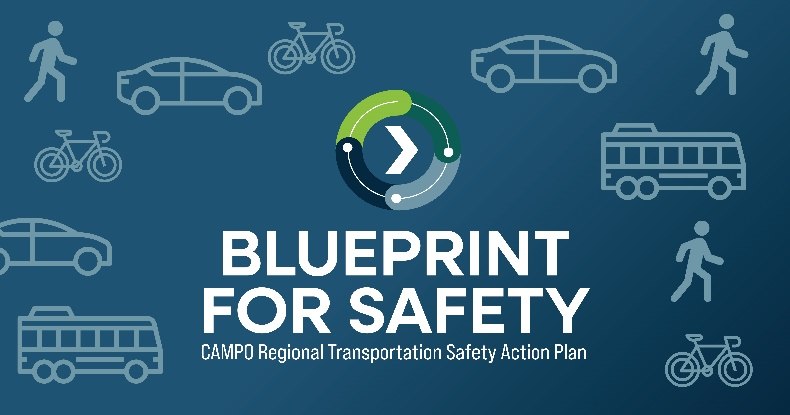 BLUEPRINT
FOR SAFETY
CAMPO Regional Transportation Safety Action Plan